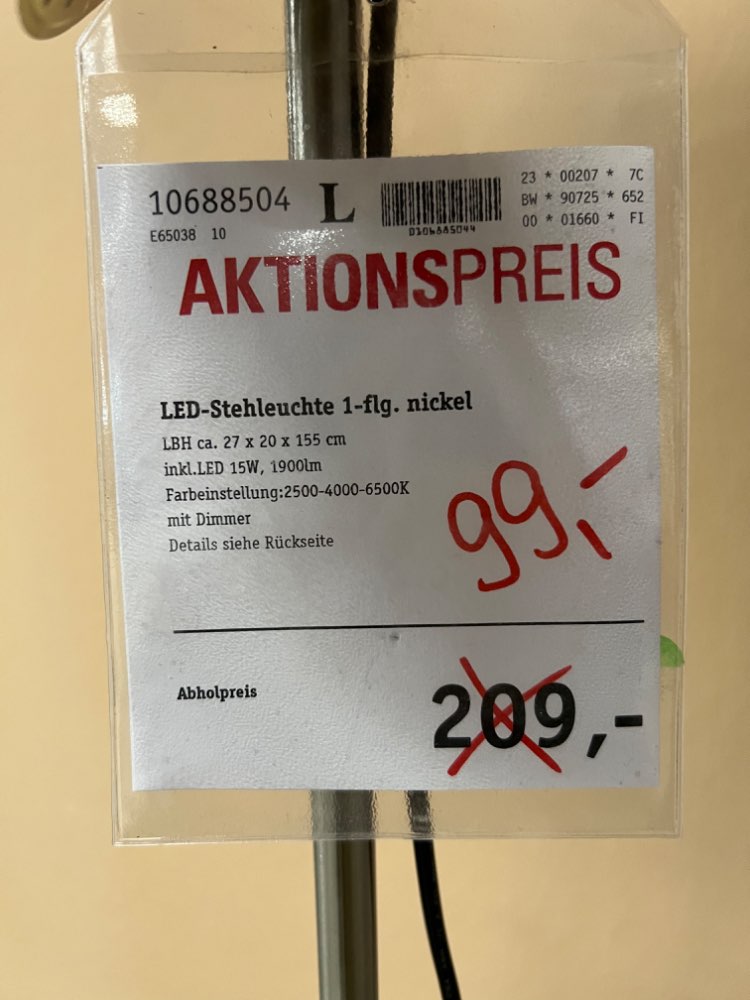 10688504 L
E65038 10
D106885044
23 * 00207 * 7C
BW * 90725 * 652
00 * 01660 * FI
AKTIONSPREIS
LED-Stehleuchte 1-flg. nickel
LBH ca. 27 x 20 x 155 cm
inkl.LED 15W, 1900lm
Farbeinstellung:2500-4000-6500K
mit Dimmer
Details siehe Rückseite
99,-
Abholpreis
209,-